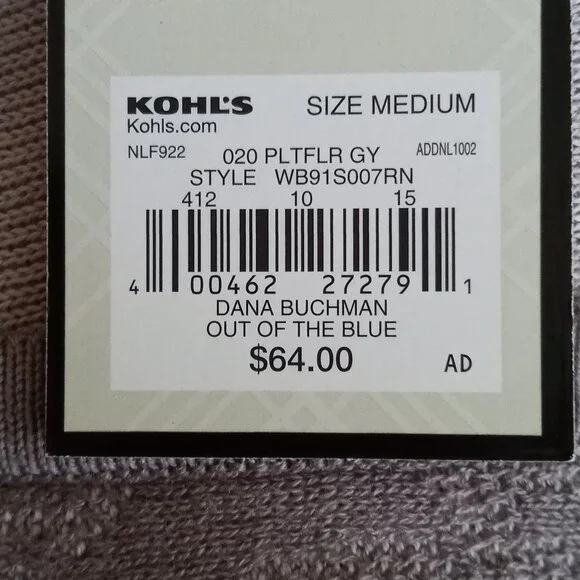 KOHL'S SIZE MEDIUM
Kohls.com
NLF922 020 PLTFLR GY ADDNL1002
STYLE WB91S007RN
412 10 15
4 00462 27279 1
DANA BUCHMAN
OUT OF THE BLUE
$64.00 AD